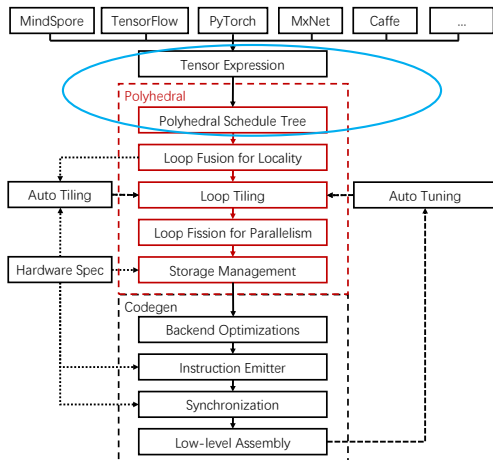 MindSpore TensorFlow PyTorch MxNet Caffe ...
Tensor Expression
Polyhedral
Polyhedral Schedule Tree
Loop Fusion for Locality
Auto Tiling Loop Tiling Auto Tuning
Loop Fission for Parallelism
Hardware Spec Storage Management
Codegen
Backend Optimizations
Instruction Emitter
Synchronization
Low-level Assembly